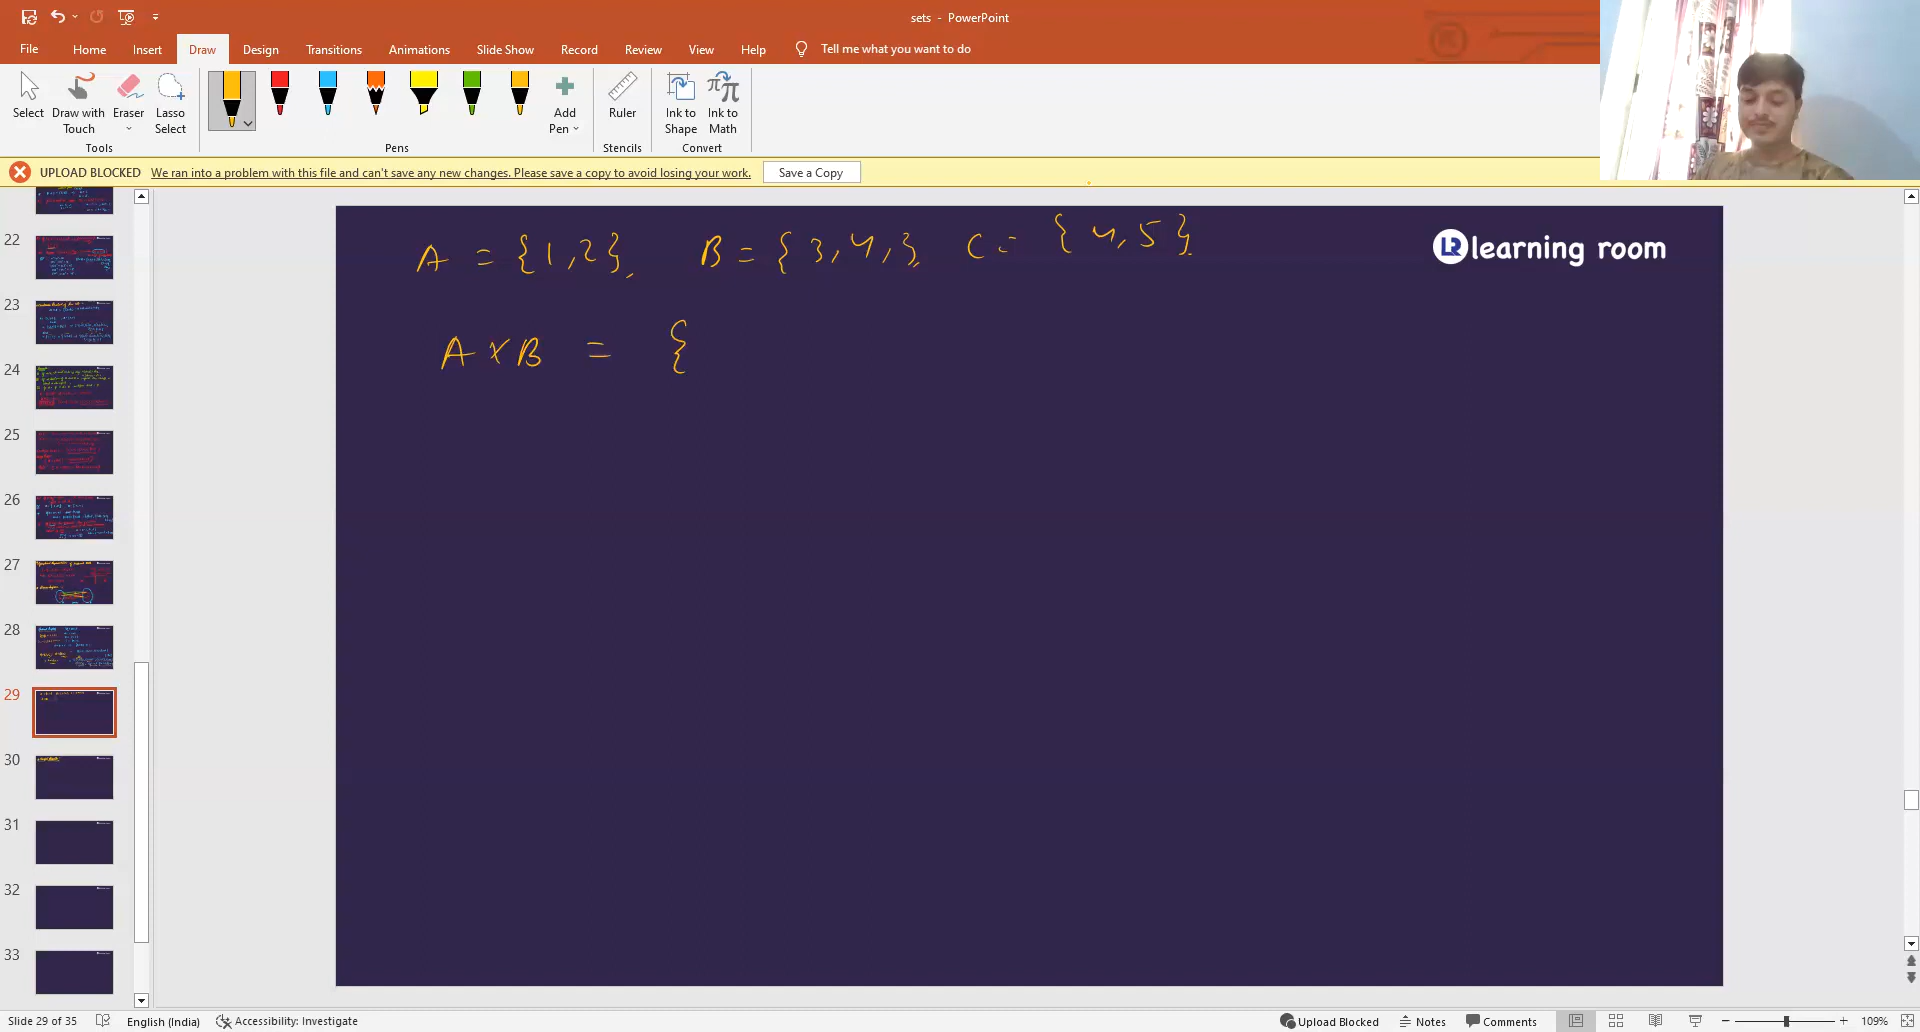 sets - PowerPoint
File Home Insert Draw Design Transitions Animations Slide Show Record Review View Help Tell me what you want to do
Select Draw with Touch Eraser Lasso Select Add Pen Ruler Ink to Shape Ink to Math
Tools Pens Stencils Convert
UPLOAD BLOCKED We ran into a problem with this file and can't save any new changes. Please save a copy to avoid losing your work. Save a Copy
A = {1,2}, B = {3,4,}, C = {4,5}.
LR learning room
A × B = {
22
23
24
25
26
27
28
29
30
31
32
33
Slide 29 of 35 English (India) Accessibility: Investigate Upload Blocked Notes Comments 109%